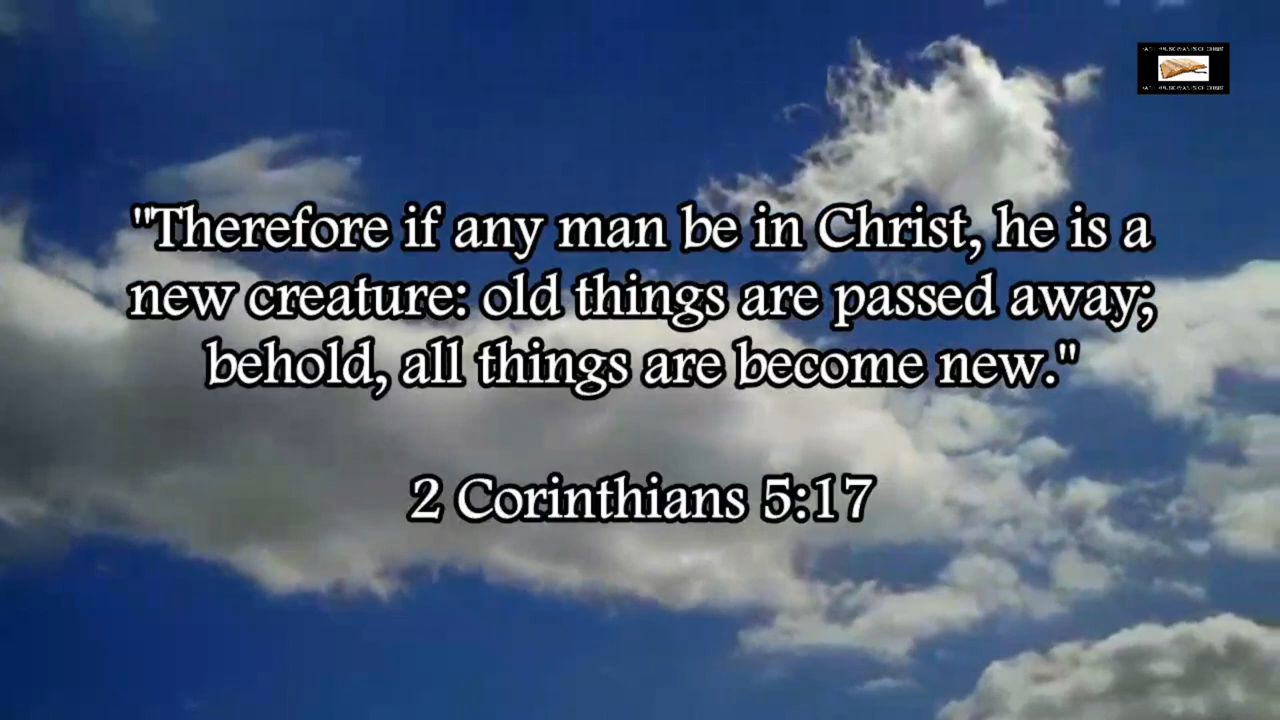 "Therefore if any man be in Christ, he is a
new creature: old things are passed away;
behold, all things are become new."
2 Corinthians 5:17